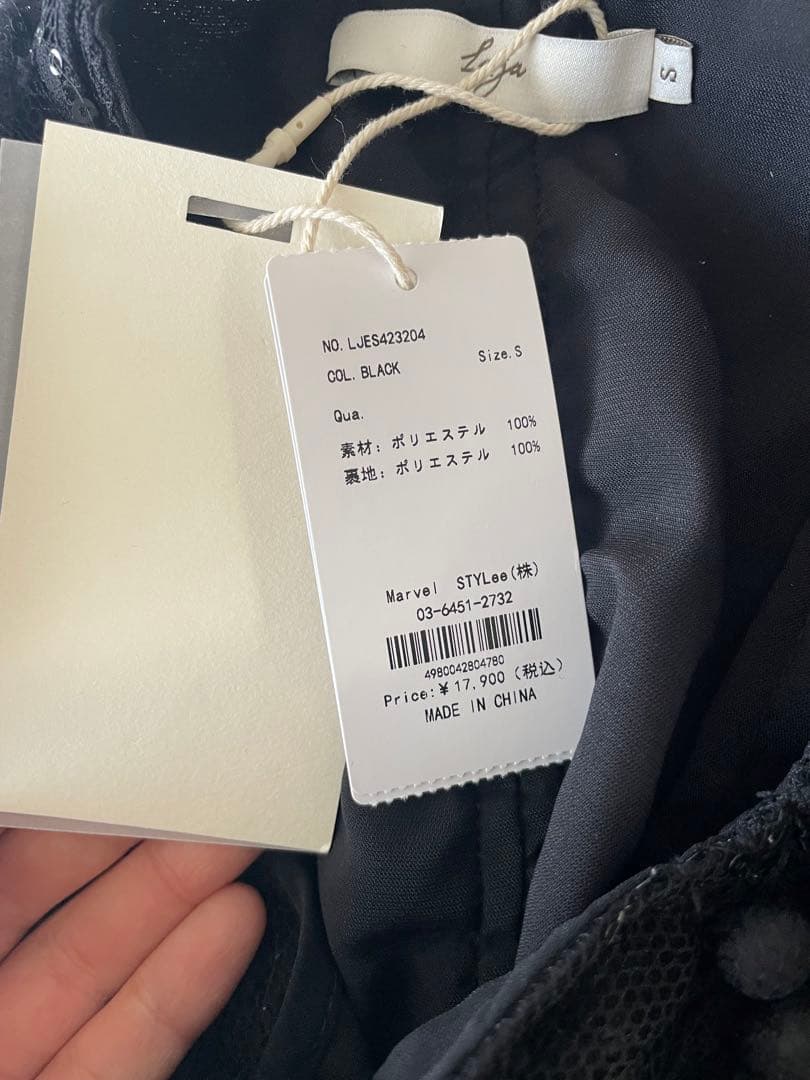 S
NO. LJES423204
COL. BLACK
Size. S
Qua.
素材: ポリエステル 100%
裏地: ポリエステル 100%
Marvel STYLee(株)
03-6451-2732
4980042804780
Price:¥17,900 (税込)
MADE IN CHINA